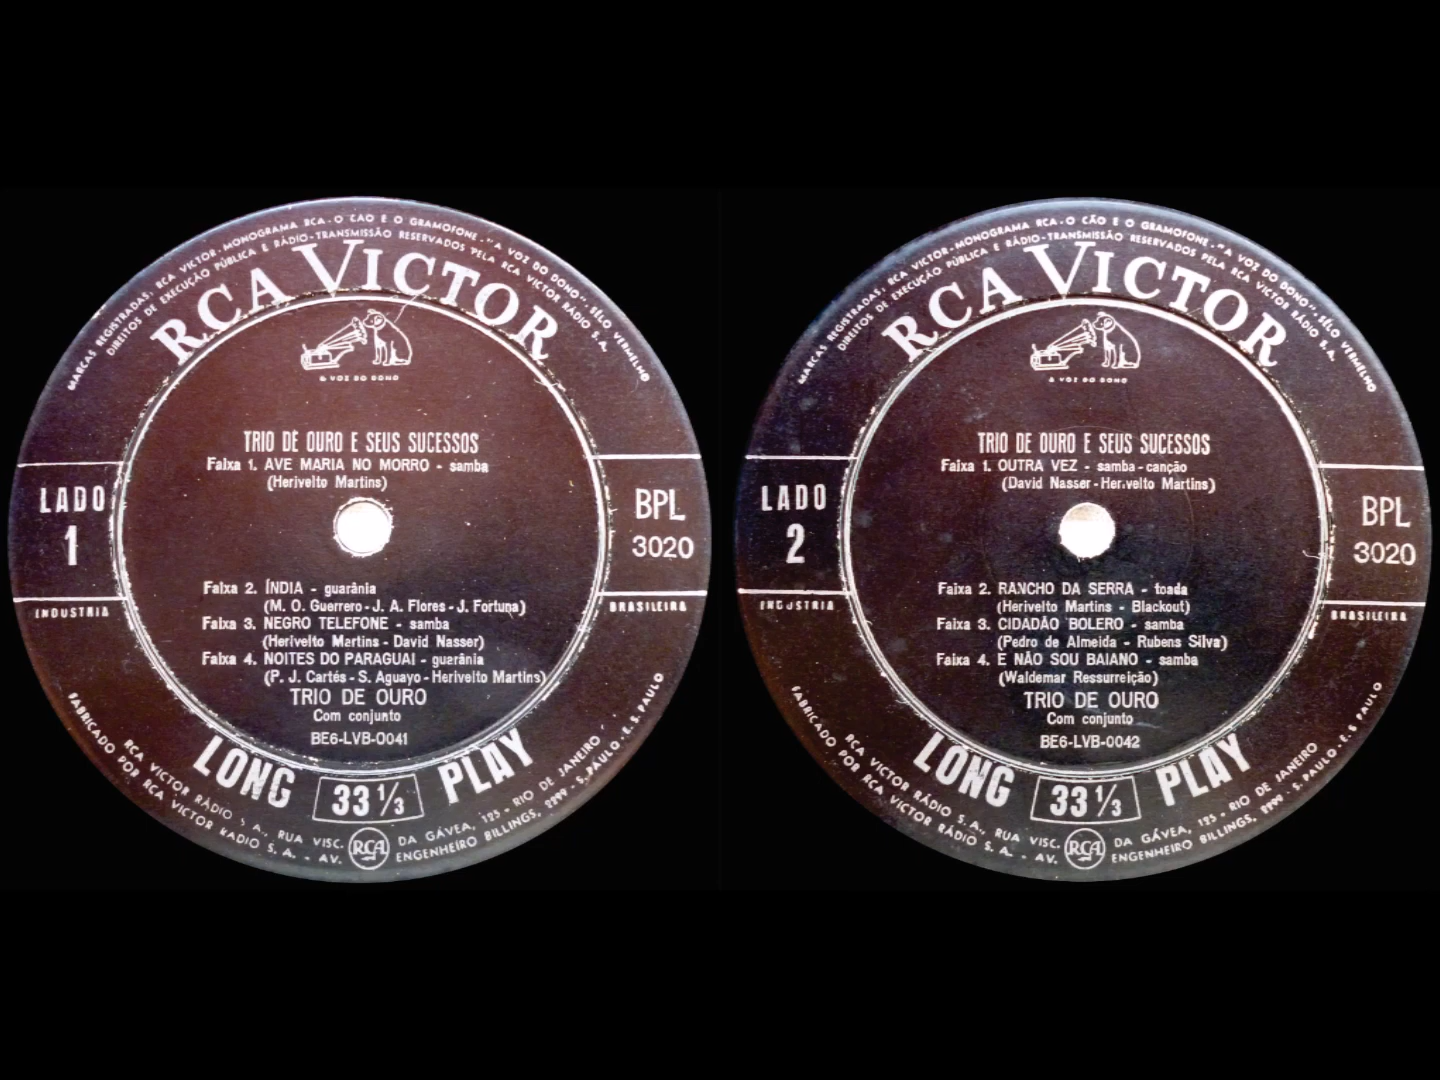 MARCAS REGISTRADAS, RCA VICTOR-MONOGRAMA RCA-O CÃO E O GRAMOFONE-"A VOZ DO DONO"-SÊLO VERMELHO
DIREITOS DE EXECUÇÃO PÚBLICA E RÁDIO-TRANSMISSÃO RESERVADOS PELA RCA VICTOR RÁDIO S.A.
RCA VICTOR
A VOZ DO DONO
TRIO DE OURO E SEUS SUCESSOS
Faixa 1. AVE MARIA NO MORRO - samba
(Herivelto Martins)
LADO
1
BPL
3020
Faixa 2. ÍNDIA - guarânia
(M. O. Guerrero - J. A. Flores - J. Fortuna)
INDUSTRIA
BRASILEIRA
Faixa 3. NEGRO TELEFONE - samba
(Herivelto Martins - David Nasser)
Faixa 4. NOITES DO PARAGUAI - guarânia
(P. J. Cartés - S. Aguayo - Herivelto Martins)
TRIO DE OURO
Com conjunto
BE6-LVB-0041
LONG 33 1/3 PLAY
RCA
FABRICADO POR RCA VICTOR RÁDIO S. A. - AV. ENGENHEIRO BILLINGS, 2299 - S. PAULO - E. S. PAULO
RCA VICTOR RÁDIO S. A., RUA VISC. DA GÁVEA, 125 - RIO DE JANEIRO
MARCAS REGISTRADAS, RCA VICTOR-MONOGRAMA RCA-O CÃO E O GRAMOFONE-"A VOZ DO DONO"-SÊLO VERMELHO
DIREITOS DE EXECUÇÃO PÚBLICA E RÁDIO-TRANSMISSÃO RESERVADOS PELA RCA VICTOR RÁDIO S.A.
RCA VICTOR
A VOZ DO DONO
TRIO DE OURO E SEUS SUCESSOS
Faixa 1. OUTRA VEZ - samba-canção
(David Nasser - Herivelto Martins)
LADO
2
BPL
3020
Faixa 2. RANCHO DA SERRA - toada
(Herivelto Martins - Blackout)
INDUSTRIA
BRASILEIRA
Faixa 3. CIDADÃO BOLERO - samba
(Pedro de Almeida - Rubens Silva)
Faixa 4. E NÃO SOU BAIANO - samba
(Waldemar Ressurreição)
TRIO DE OURO
Com conjunto
BE6-LVB-0042
LONG 33 1/3 PLAY
RCA
FABRICADO POR RCA VICTOR RÁDIO S. A. - AV. ENGENHEIRO BILLINGS, 2299 - S. PAULO - E. S. PAULO
RCA VICTOR RÁDIO S. A., RUA VISC. DA GÁVEA, 125 - RIO DE JANEIRO